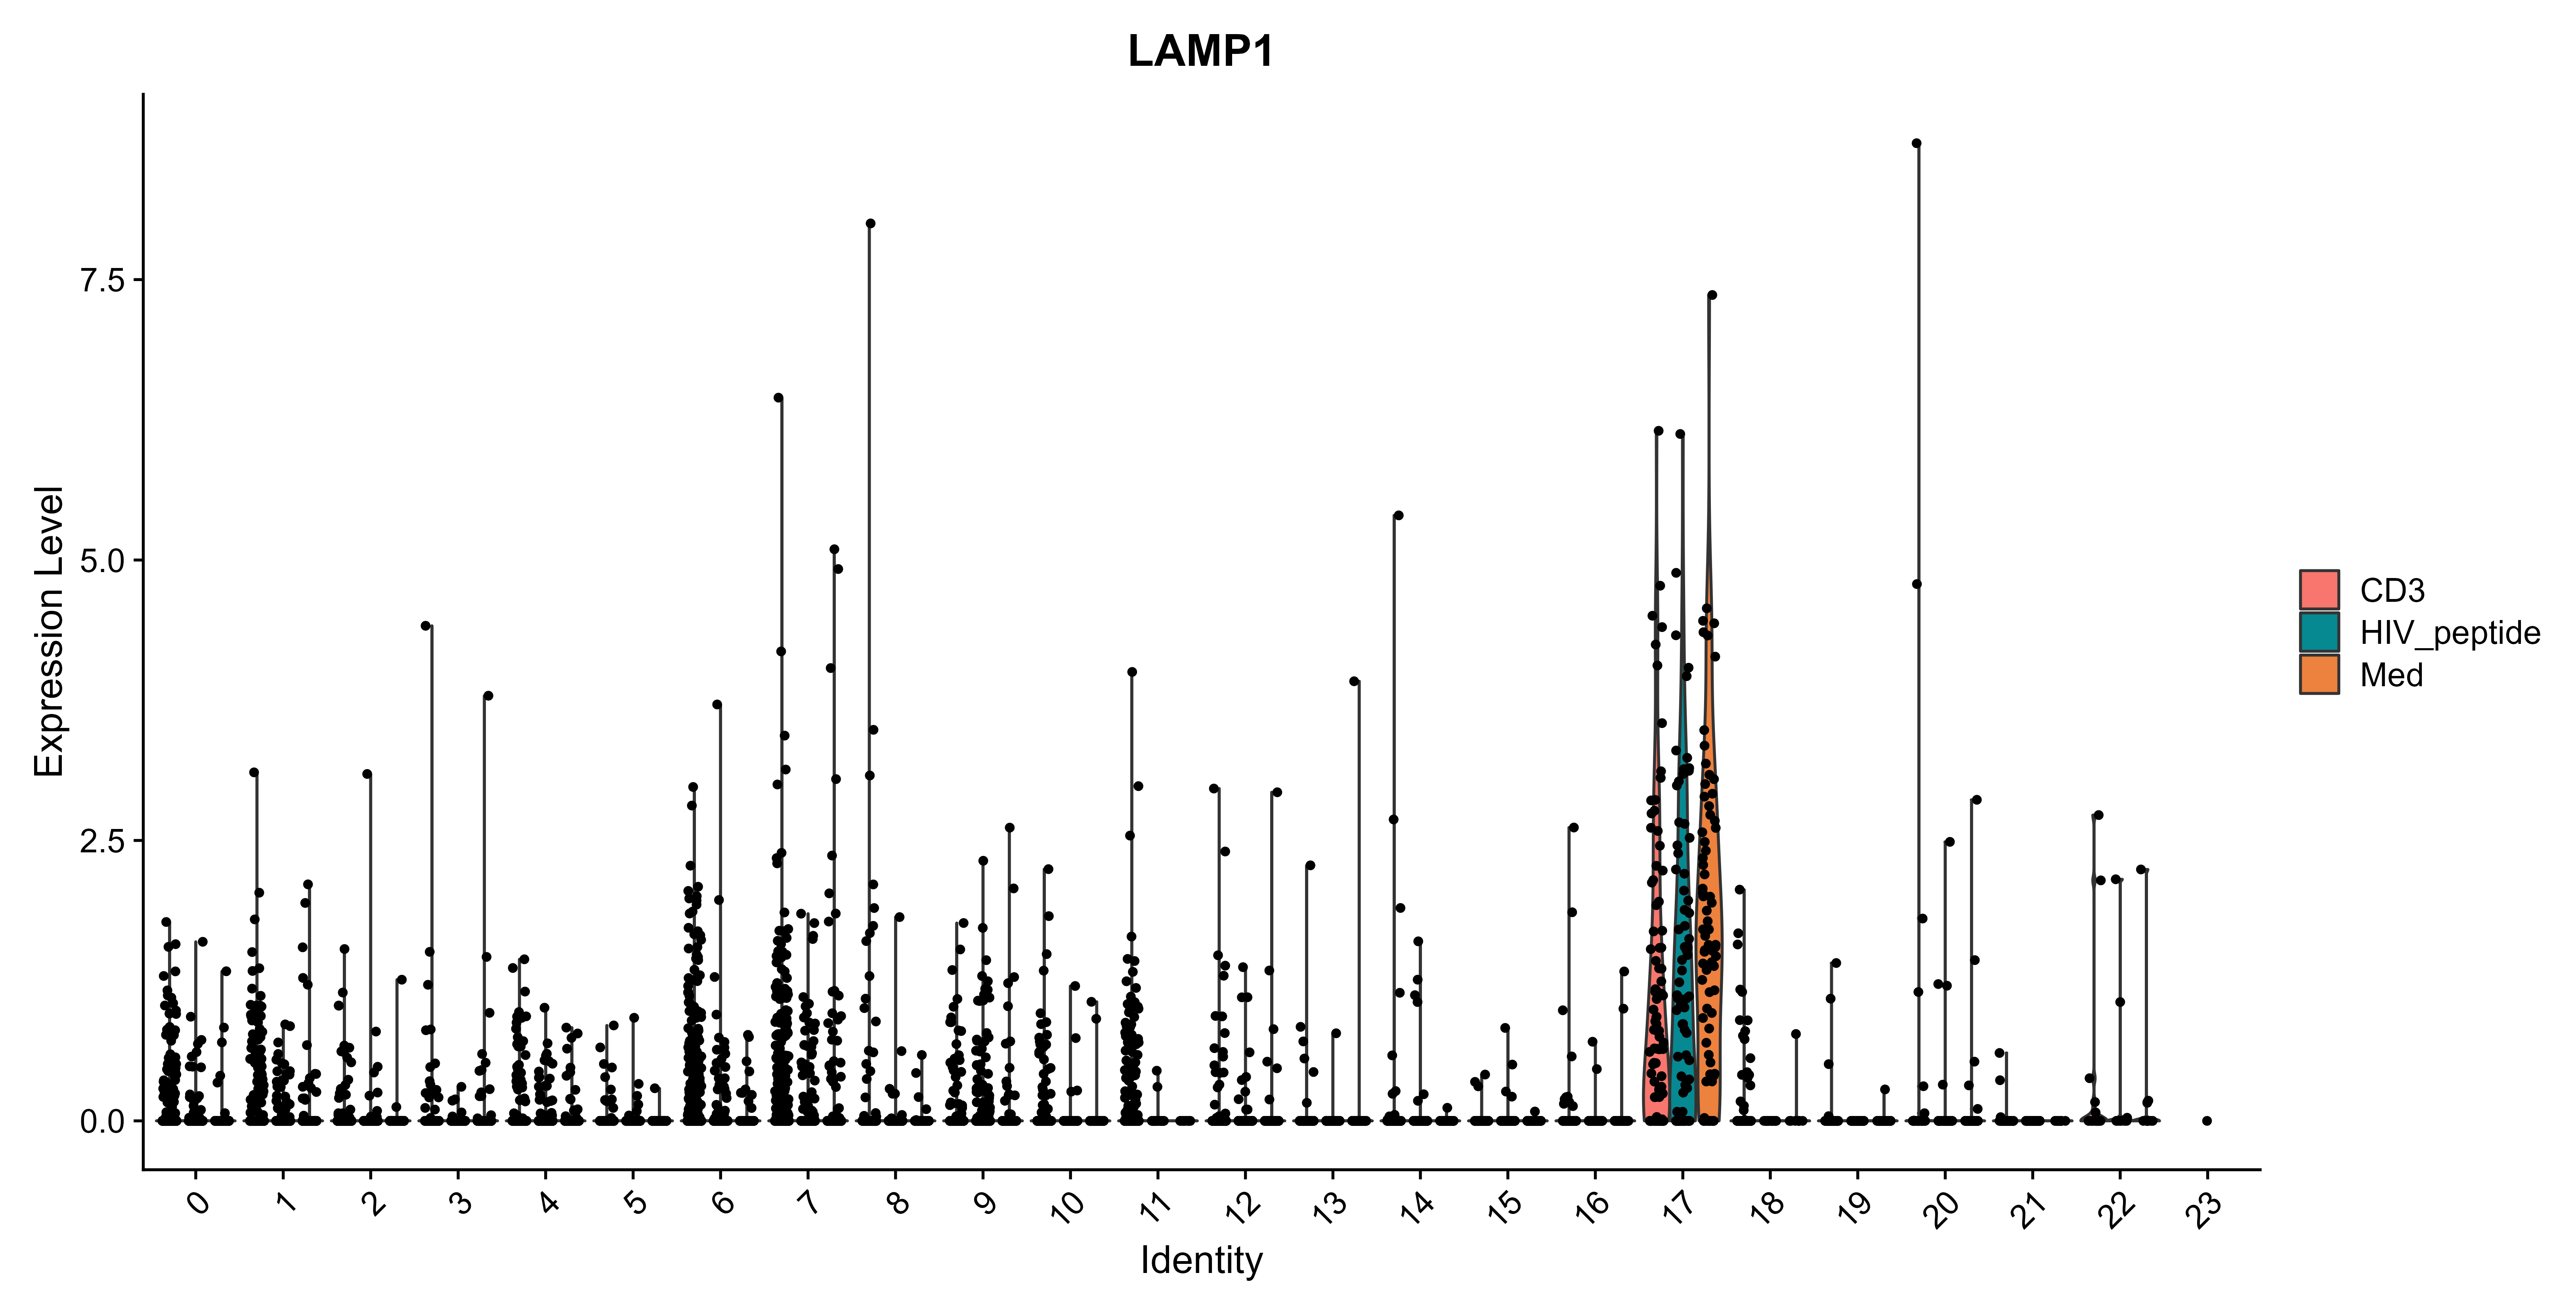 LAMP1
Expression Level
7.5
5.0
2.5
0.0
0 1 2 3 4 5 6 7 8 9 10 11 12 13 14 15 16 17 18 19 20 21 22 23
Identity
CD3
HIV_peptide
Med